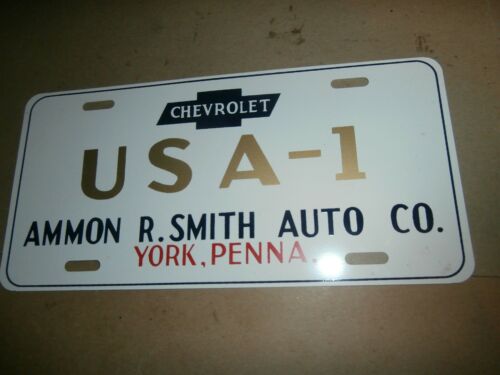 CHEVROLET
USA-1
AMMON R. SMITH AUTO CO.
YORK, PENNA.